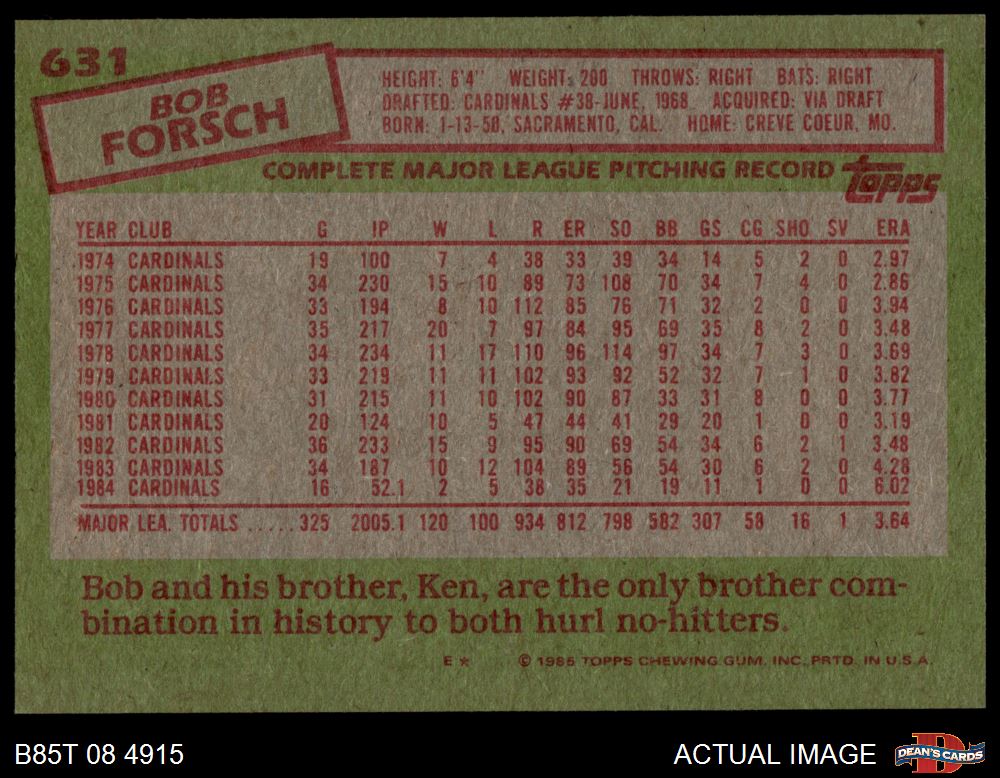 631
BOB
FORSCH
HEIGHT: 6'4" WEIGHT: 200 THROWS: RIGHT BATS: RIGHT
DRAFTED: CARDINALS #38-JUNE, 1968 ACQUIRED: VIA DRAFT
BORN: 1-13-50, SACRAMENTO, CAL. HOME: CREVE COEUR, MO.
COMPLETE MAJOR LEAGUE PITCHING RECORD
topps
YEAR CLUB G IP W L R ER SO BB GS CG SHO SV ERA
1974 CARDINALS 19 100 7 4 38 33 39 34 14 5 2 0 2.97
1975 CARDINALS 34 230 15 10 89 73 108 70 34 7 4 0 2.86
1976 CARDINALS 33 194 8 10 112 85 76 71 32 2 0 0 3.94
1977 CARDINALS 35 217 20 7 97 84 95 69 35 8 2 0 3.48
1978 CARDINALS 34 234 11 17 110 96 114 97 34 7 3 0 3.69
1979 CARDINALS 33 219 11 11 102 93 92 52 32 7 1 0 3.82
1980 CARDINALS 31 215 11 10 102 90 87 33 31 8 0 0 3.77
1981 CARDINALS 20 124 10 5 47 44 41 29 20 1 0 0 3.19
1982 CARDINALS 36 233 15 9 95 90 69 54 34 6 2 1 3.48
1983 CARDINALS 34 187 10 12 104 89 56 54 30 6 2 0 4.28
1984 CARDINALS 16 52.1 2 5 38 35 21 19 11 1 0 0 6.02
MAJOR LEA. TOTALS ..... 325 2005.1 120 100 934 812 798 582 307 58 16 1 3.64
Bob and his brother, Ken, are the only brother com-
bination in history to both hurl no-hitters.
E * © 1985 TOPPS CHEWING GUM, INC. PRTD. IN U.S.A.
B85T 08 4915
ACTUAL IMAGE
DEAN'S CARDS